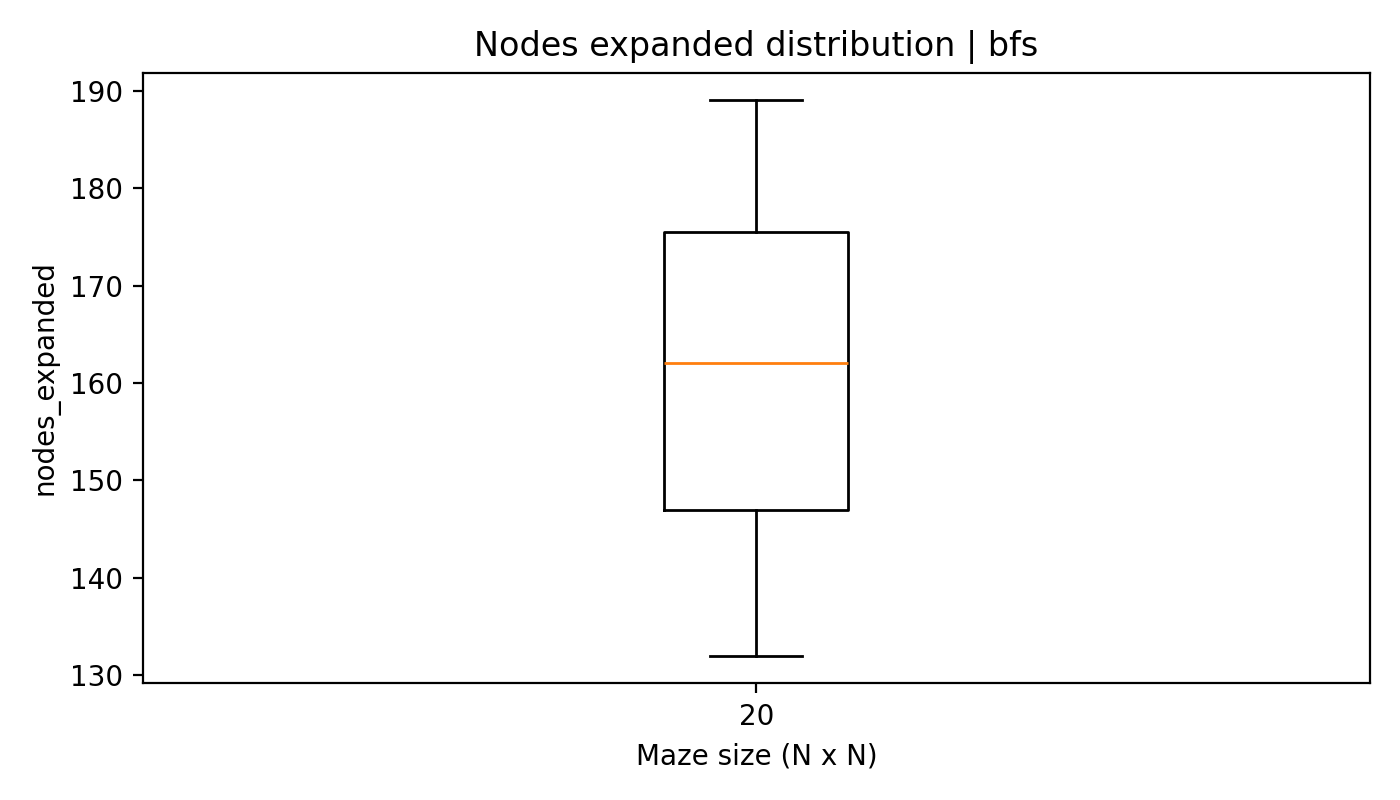 Nodes expanded distribution | bfs
nodes_expanded
190
180
170
160
150
140
130
20
Maze size (N x N)